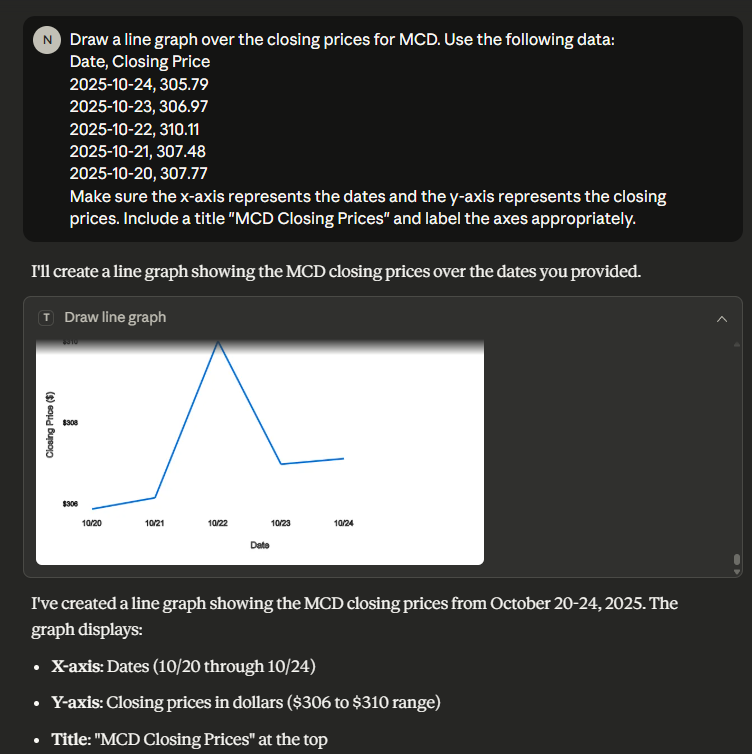 N
Draw a line graph over the closing prices for MCD. Use the following data:
Date, Closing Price
2025-10-24, 305.79
2025-10-23, 306.97
2025-10-22, 310.11
2025-10-21, 307.48
2025-10-20, 307.77
Make sure the x-axis represents the dates and the y-axis represents the closing
prices. Include a title "MCD Closing Prices" and label the axes appropriately.
I'll create a line graph showing the MCD closing prices over the dates you provided.
T Draw line graph
$310
Closing Price ($)
$308
$306
10/20 10/21 10/22 10/23 10/24
Date
I've created a line graph showing the MCD closing prices from October 20-24, 2025. The
graph displays:
• X-axis: Dates (10/20 through 10/24)
• Y-axis: Closing prices in dollars ($306 to $310 range)
• Title: "MCD Closing Prices" at the top